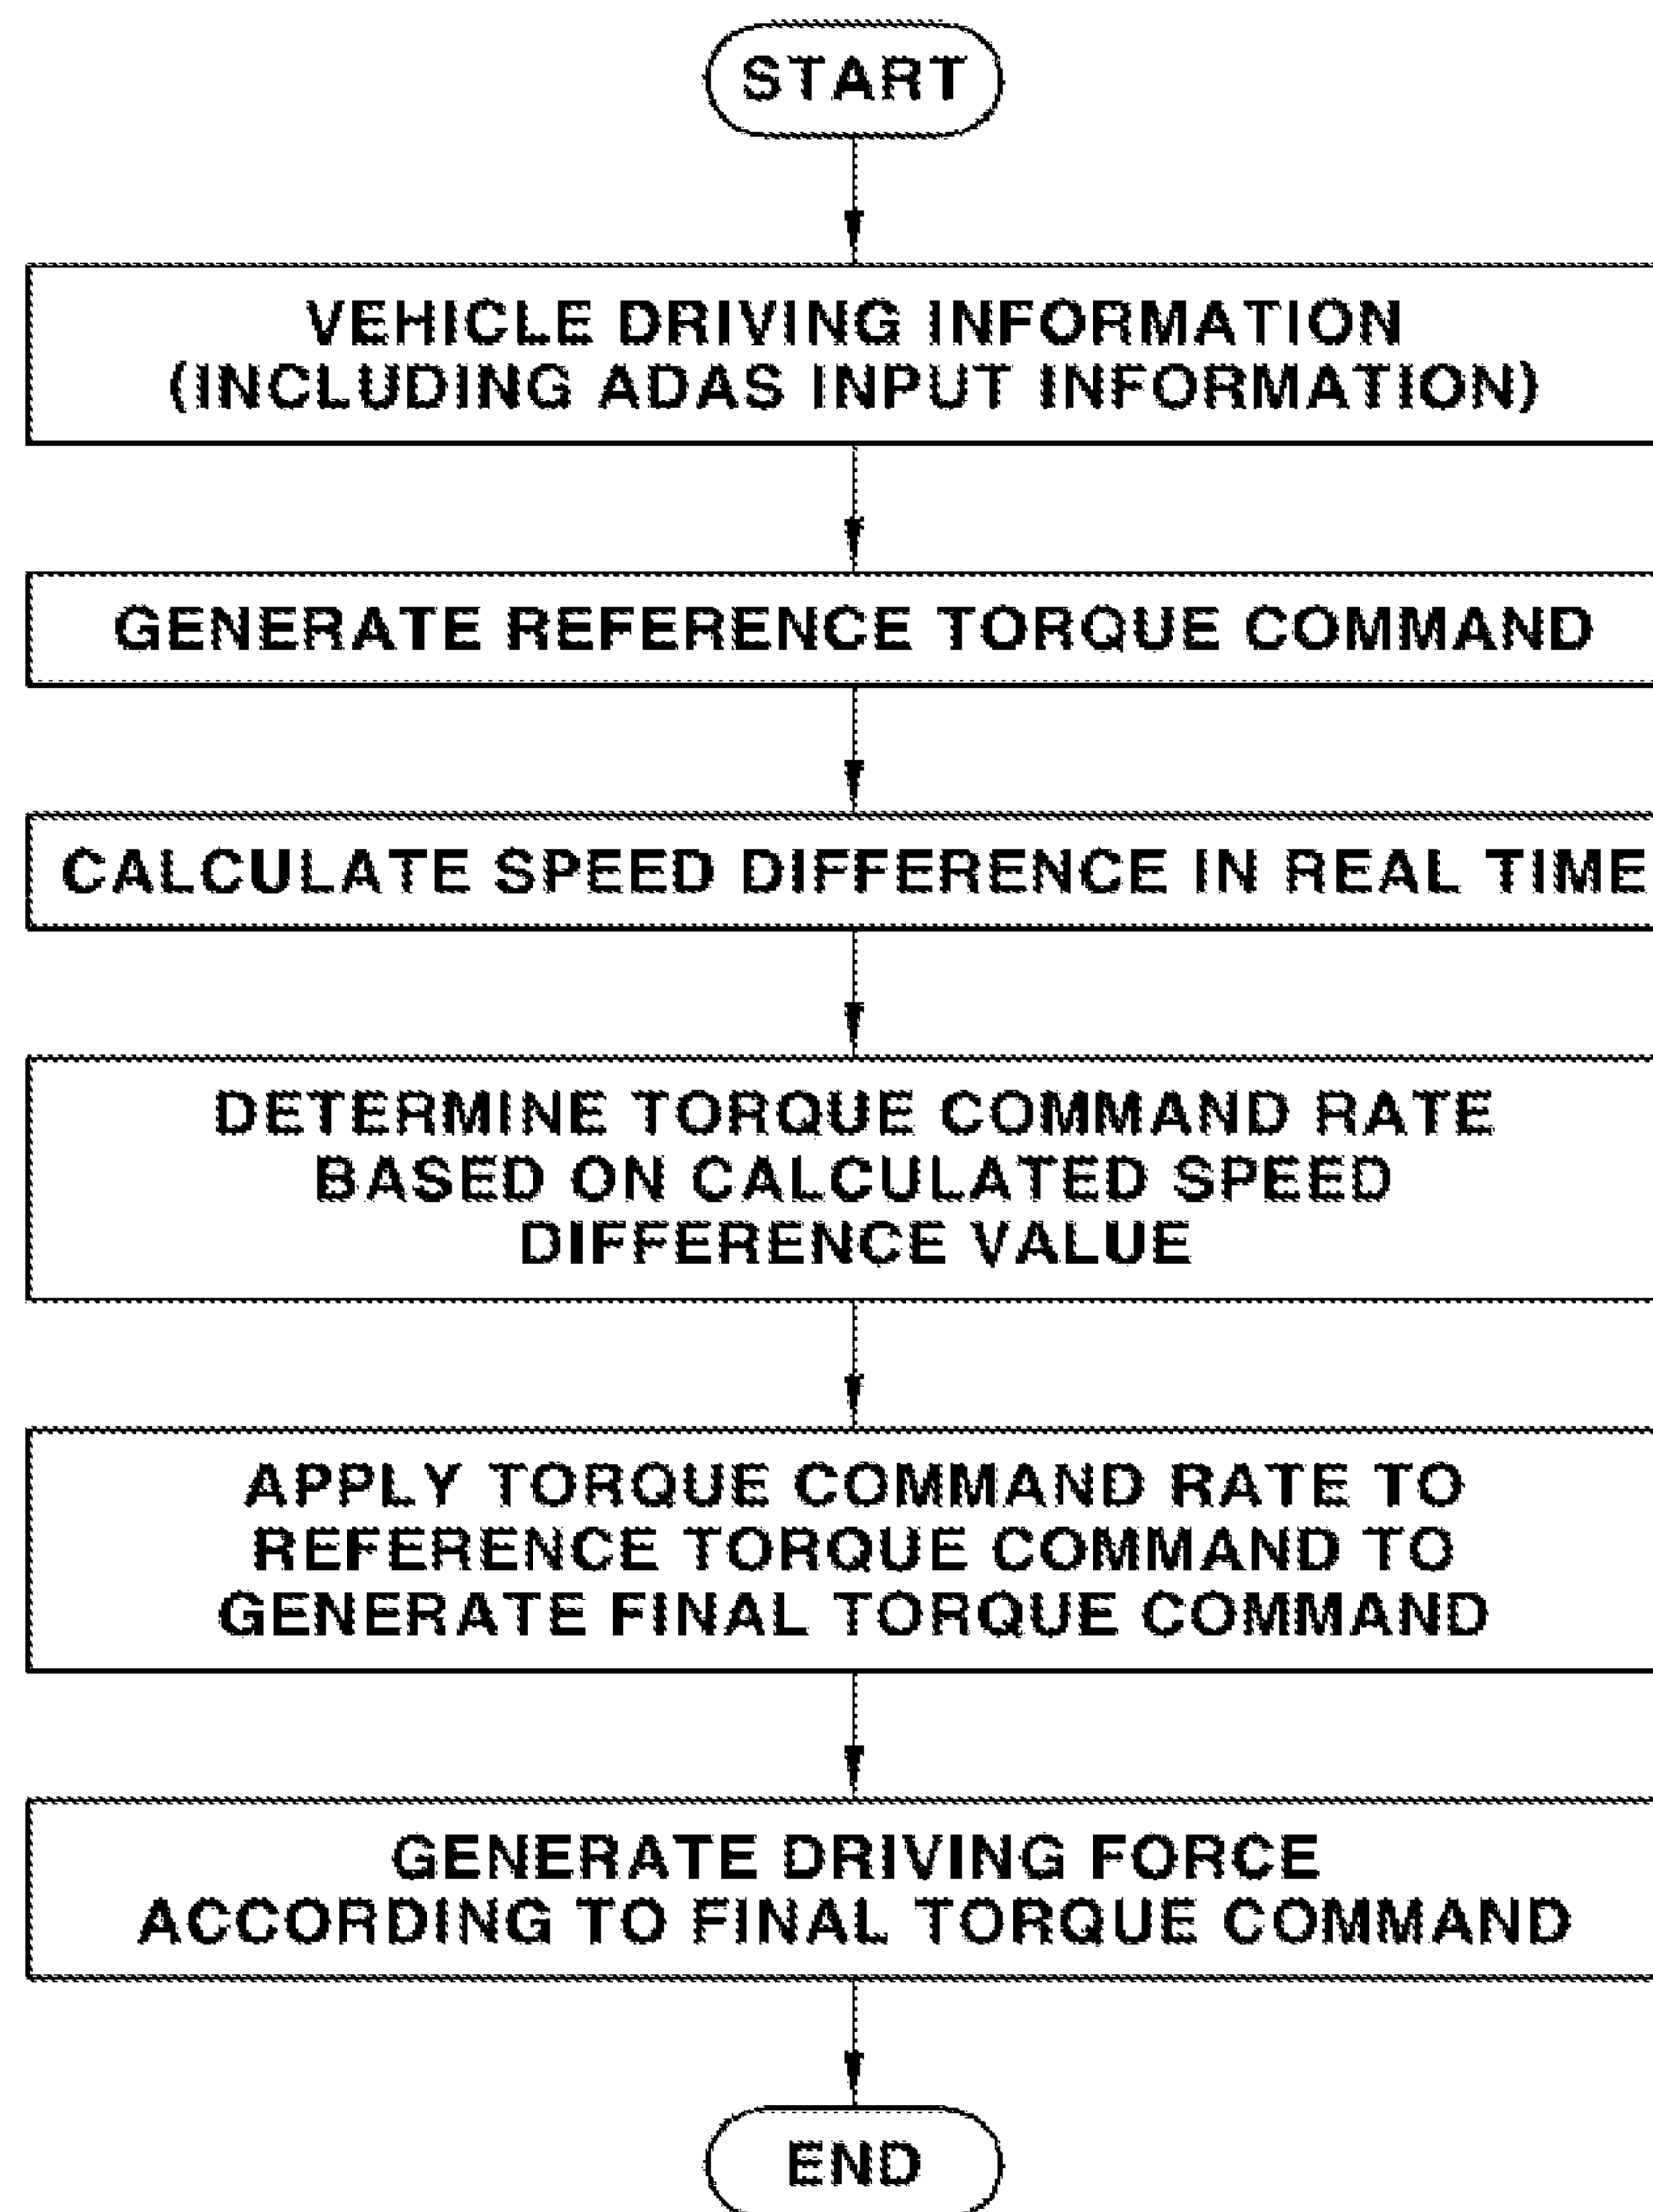 START
VEHICLE DRIVING INFORMATION
(INCLUDING ADAS INPUT INFORMATION)
GENERATE REFERENCE TORQUE COMMAND
CALCULATE SPEED DIFFERENCE IN REAL TIME
DETERMINE TORQUE COMMAND RATE
BASED ON CALCULATED SPEED
DIFFERENCE VALUE
APPLY TORQUE COMMAND RATE TO
REFERENCE TORQUE COMMAND TO
GENERATE FINAL TORQUE COMMAND
GENERATE DRIVING FORCE
ACCORDING TO FINAL TORQUE COMMAND
END